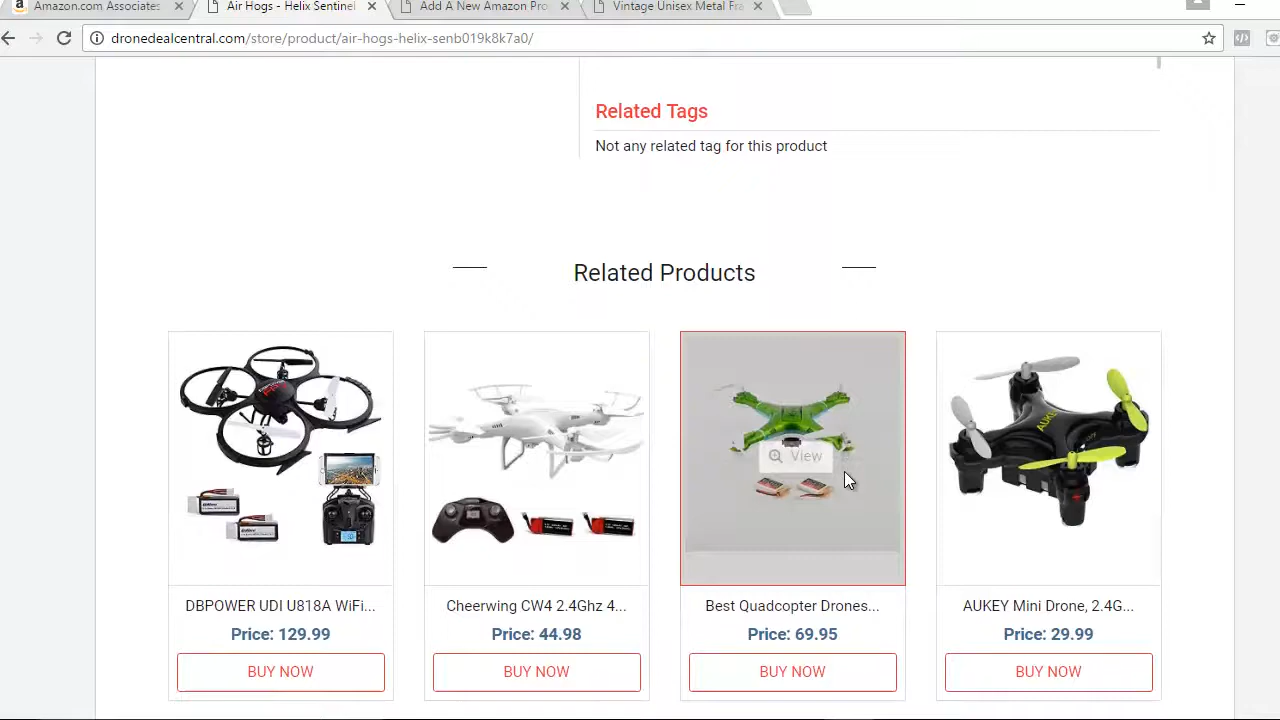 Amazon.com Associates
Air Hogs - Helix Sentinel
Add A New Amazon Pro
Vintage Unisex Metal Fra
dronedealcentral.com/store/product/air-hogs-helix-senb019k8k7a0/
Related Tags
Not any related tag for this product
Related Products
View
AUKEY
DBPOWER UDI U818A WiFi...
Cheerwing CW4 2.4Ghz 4...
Best Quadcopter Drones...
AUKEY Mini Drone, 2.4G...
Price: 129.99
Price: 44.98
Price: 69.95
Price: 29.99
BUY NOW
BUY NOW
BUY NOW
BUY NOW